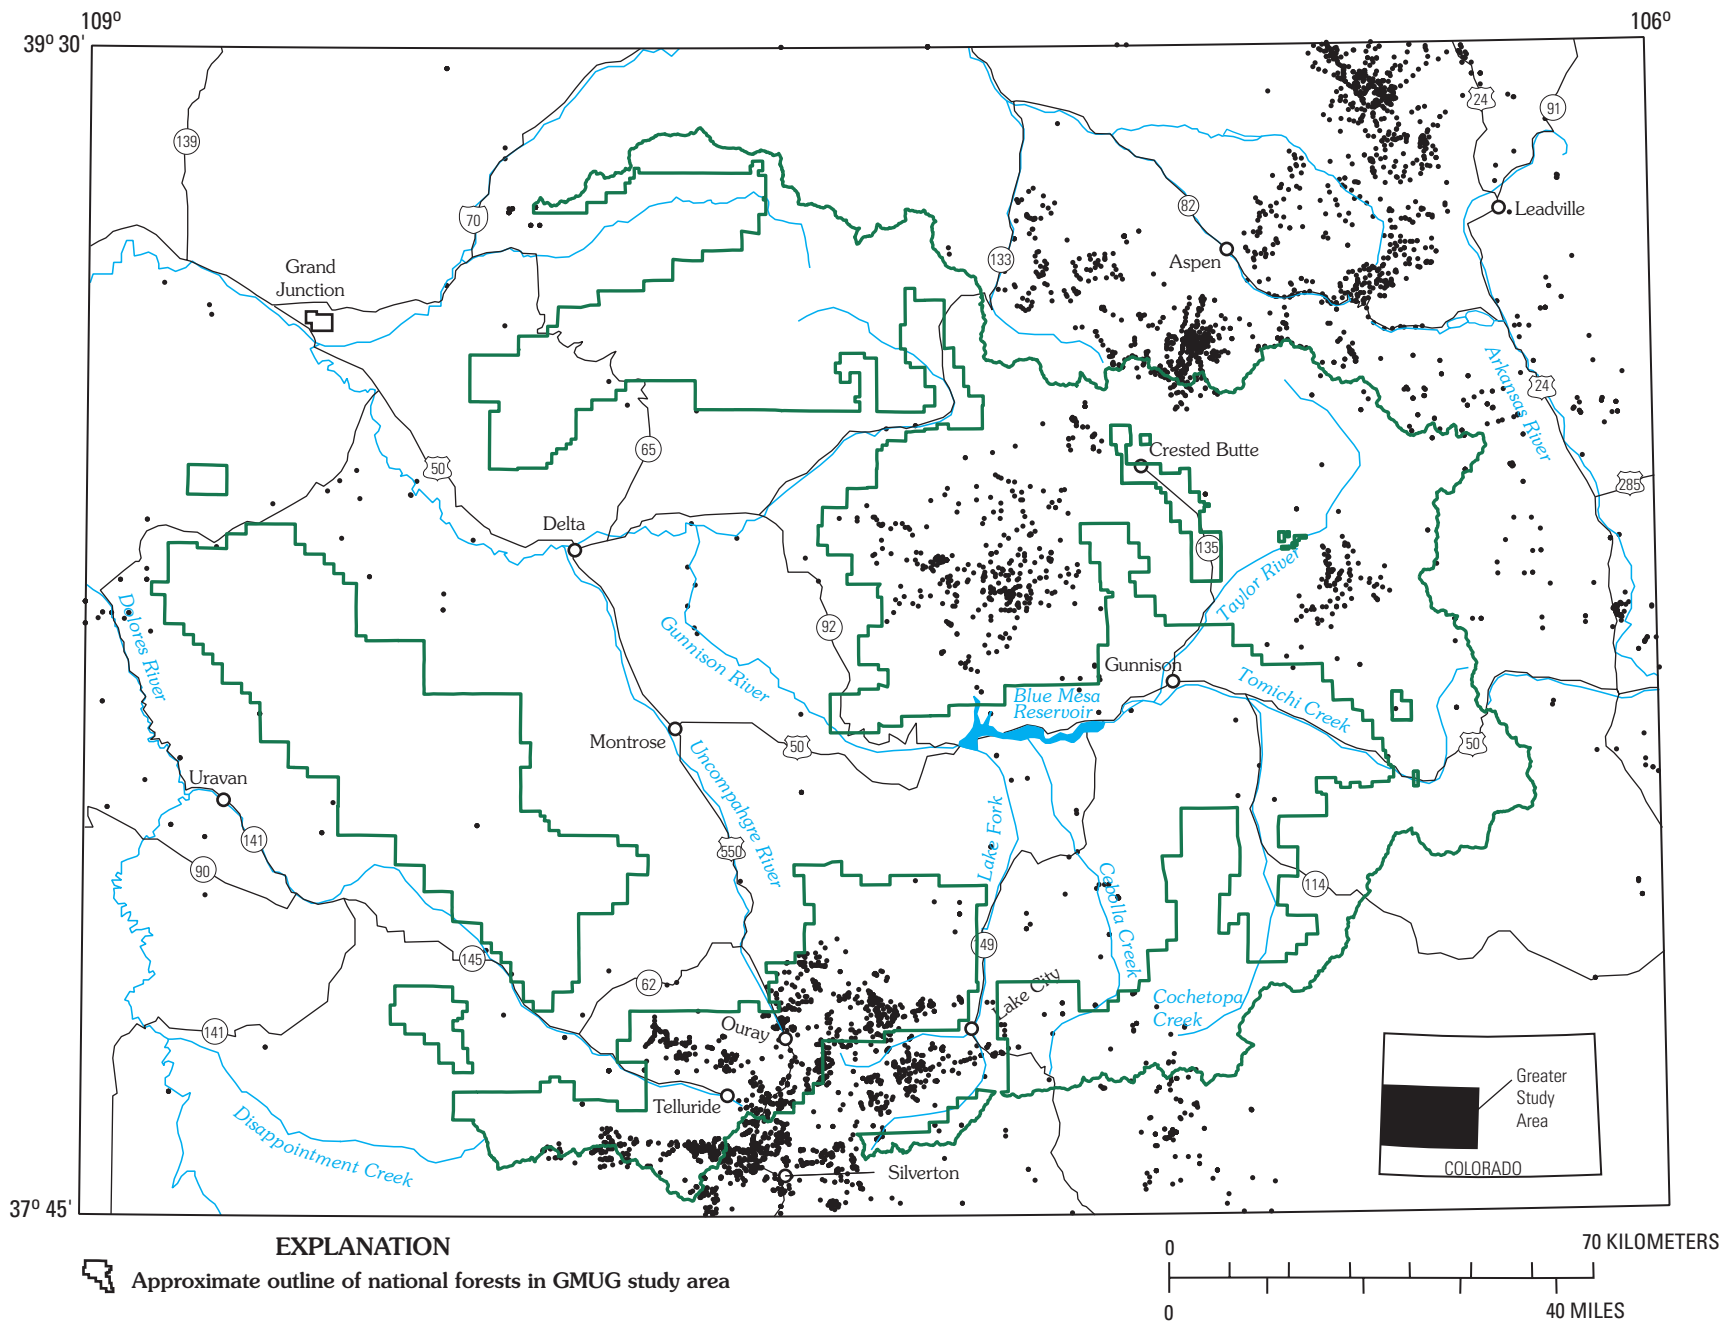 109º
106º
39º 30'
24
91
139
70
82
Leadville
133
Aspen
Grand
Junction
Arkansas River
24
65
50
Crested Butte
285
Delta
135
Taylor River
Dolores River
Gunnison River
92
Gunnison
Tomichi Creek
Blue Mesa
Reservoir
Montrose
50
50
Uncompahgre River
Uravan
141
550
Lake Fork
90
Cebolla Creek
114
145
149
62
Lake City
Cochetopa
Creek
141
Ouray
Telluride
Disappointment Creek
Silverton
Greater
Study
Area
COLORADO
37º 45'
EXPLANATION
Approximate outline of national forests in GMUG study area
0
70 KILOMETERS
0
40 MILES